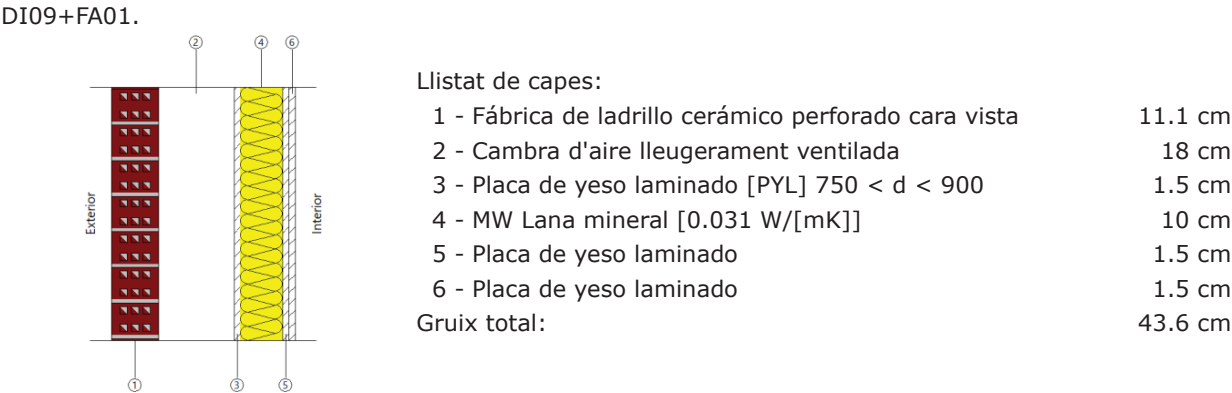 DI09+FA01.
② ④ ⑥
Exterior
Interior
① ③ ⑤
Llistat de capes:
1 - Fábrica de ladrillo cerámico perforado cara vista 11.1 cm
2 - Cambra d'aire lleugerament ventilada 18 cm
3 - Placa de yeso laminado [PYL] 750 < d < 900 1.5 cm
4 - MW Lana mineral [0.031 W/[mK]] 10 cm
5 - Placa de yeso laminado 1.5 cm
6 - Placa de yeso laminado 1.5 cm
Gruix total: 43.6 cm